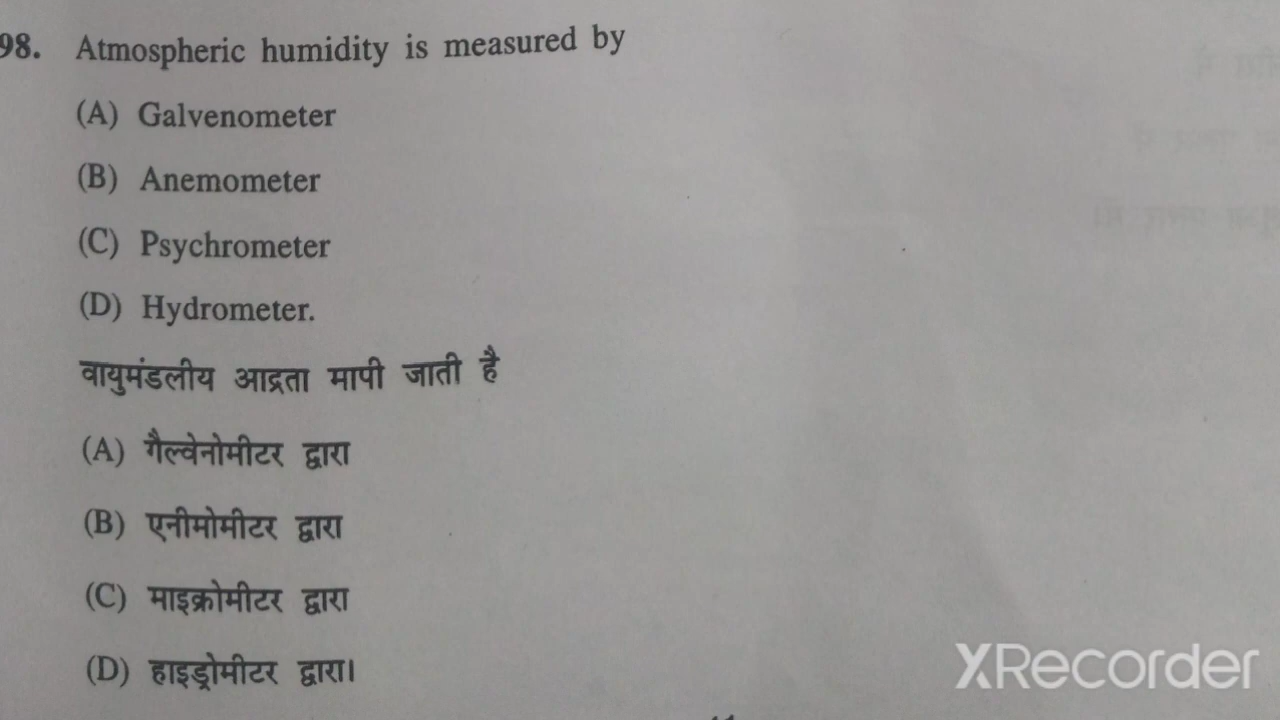 98. Atmospheric humidity is measured by
(A) Galvenometer
(B) Anemometer
(C) Psychrometer
(D) Hydrometer.
वायुमंडलीय आद्रता मापी जाती है
(A) गैल्वेनोमीटर द्वारा
(B) एनीमोमीटर द्वारा
(C) माइक्रोमीटर द्वारा
(D) हाइड्रोमीटर द्वारा।
XRecorder